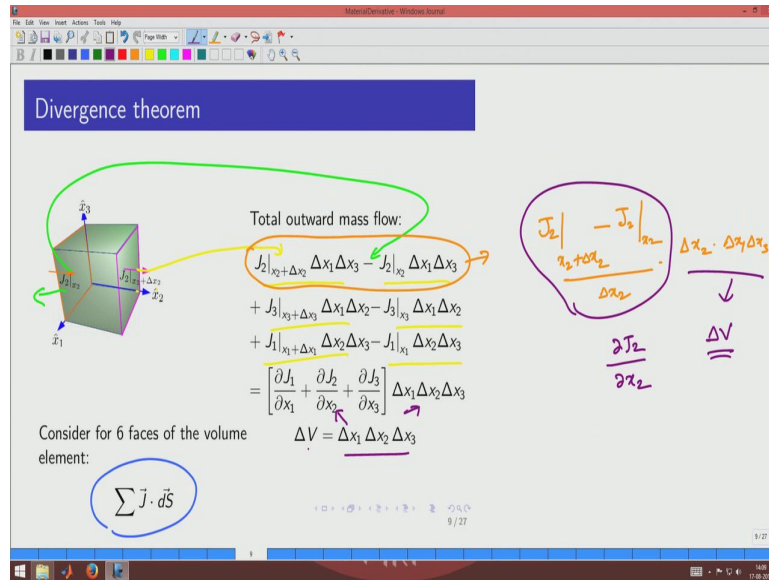 MaterialDerivative - Windows Journal
File Edit View Insert Actions Tools Help
Page Width
B I
Divergence theorem
x̂₃
J₂|ₓ₂
J₂|ₓ₂₊Δₓ₂
x̂₂
x̂₁
Total outward mass flow:
J₂|ₓ₂₊Δₓ₂ Δx₁Δx₃ − J₂|ₓ₂ Δx₁Δx₃
+ J₃|ₓ₃₊Δₓ₃ Δx₁Δx₂ − J₃|ₓ₃ Δx₁Δx₂
+ J₁|ₓ₁₊Δₓ₁ Δx₂Δx₃ − J₁|ₓ₁ Δx₂Δx₃
= [∂J₁/∂x₁ + ∂J₂/∂x₂ + ∂J₃/∂x₃] Δx₁Δx₂Δx₃
ΔV = Δx₁ Δx₂ Δx₃
Consider for 6 faces of the volume
element:
∑ J⃗ · dS⃗
J₂|ₓ₂₊Δₓ₂ − J₂|ₓ₂ / Δx₂ · Δx₂ · Δx₁Δx₃
∂J₂/∂x₂
ΔV
9 / 27
9/27
9
14:09